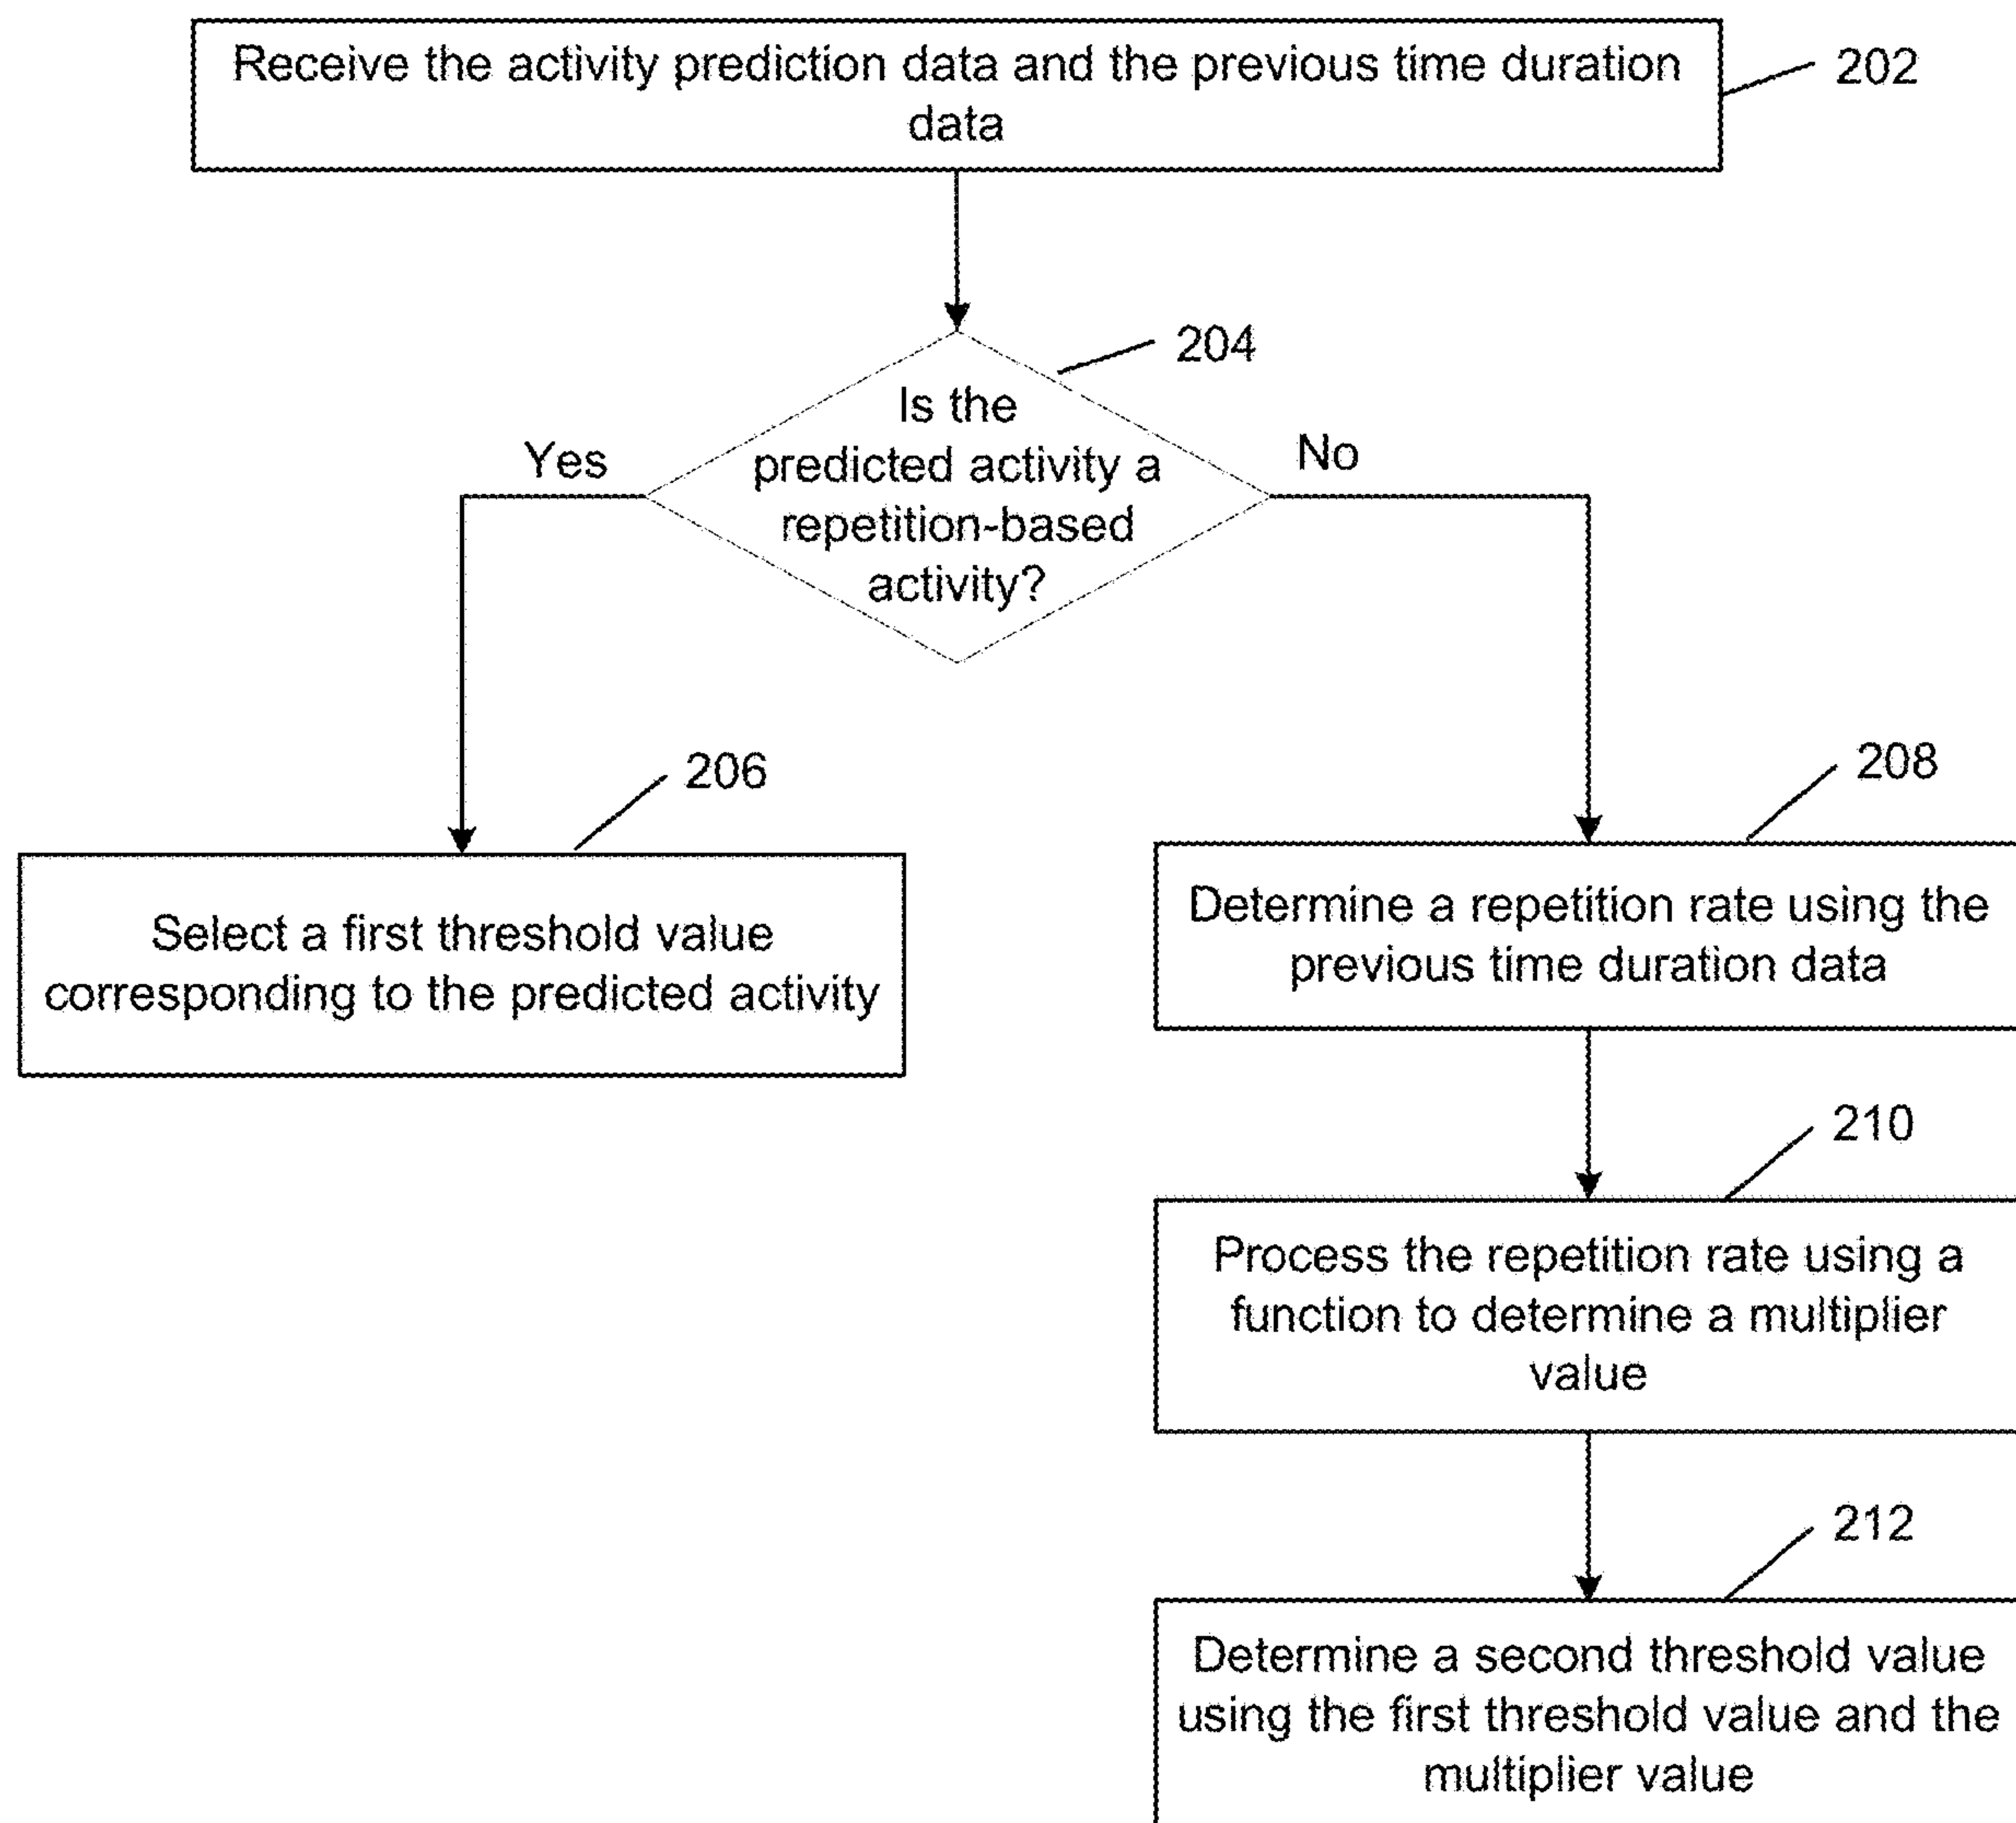 Receive the activity prediction data and the previous time duration
data
202
204
Is the
predicted activity a
repetition-based
activity?
Yes
No
206
Select a first threshold value
corresponding to the predicted activity
208
Determine a repetition rate using the
previous time duration data
210
Process the repetition rate using a
function to determine a multiplier
value
212
Determine a second threshold value
using the first threshold value and the
multiplier value